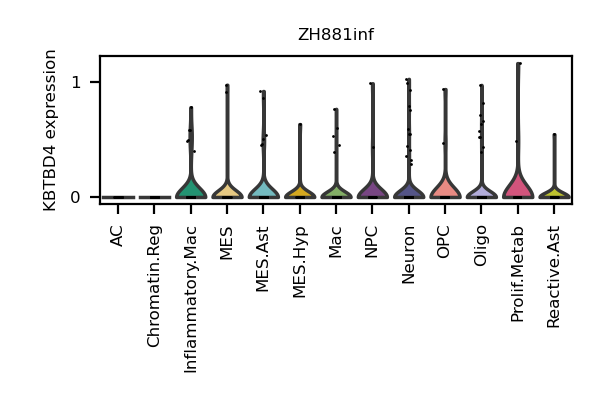 ZH881inf
KBTBD4 expression
1
0
AC
Chromatin.Reg
Inflammatory.Mac
MES
MES.Ast
MES.Hyp
Mac
NPC
Neuron
OPC
Oligo
Prolif.Metab
Reactive.Ast